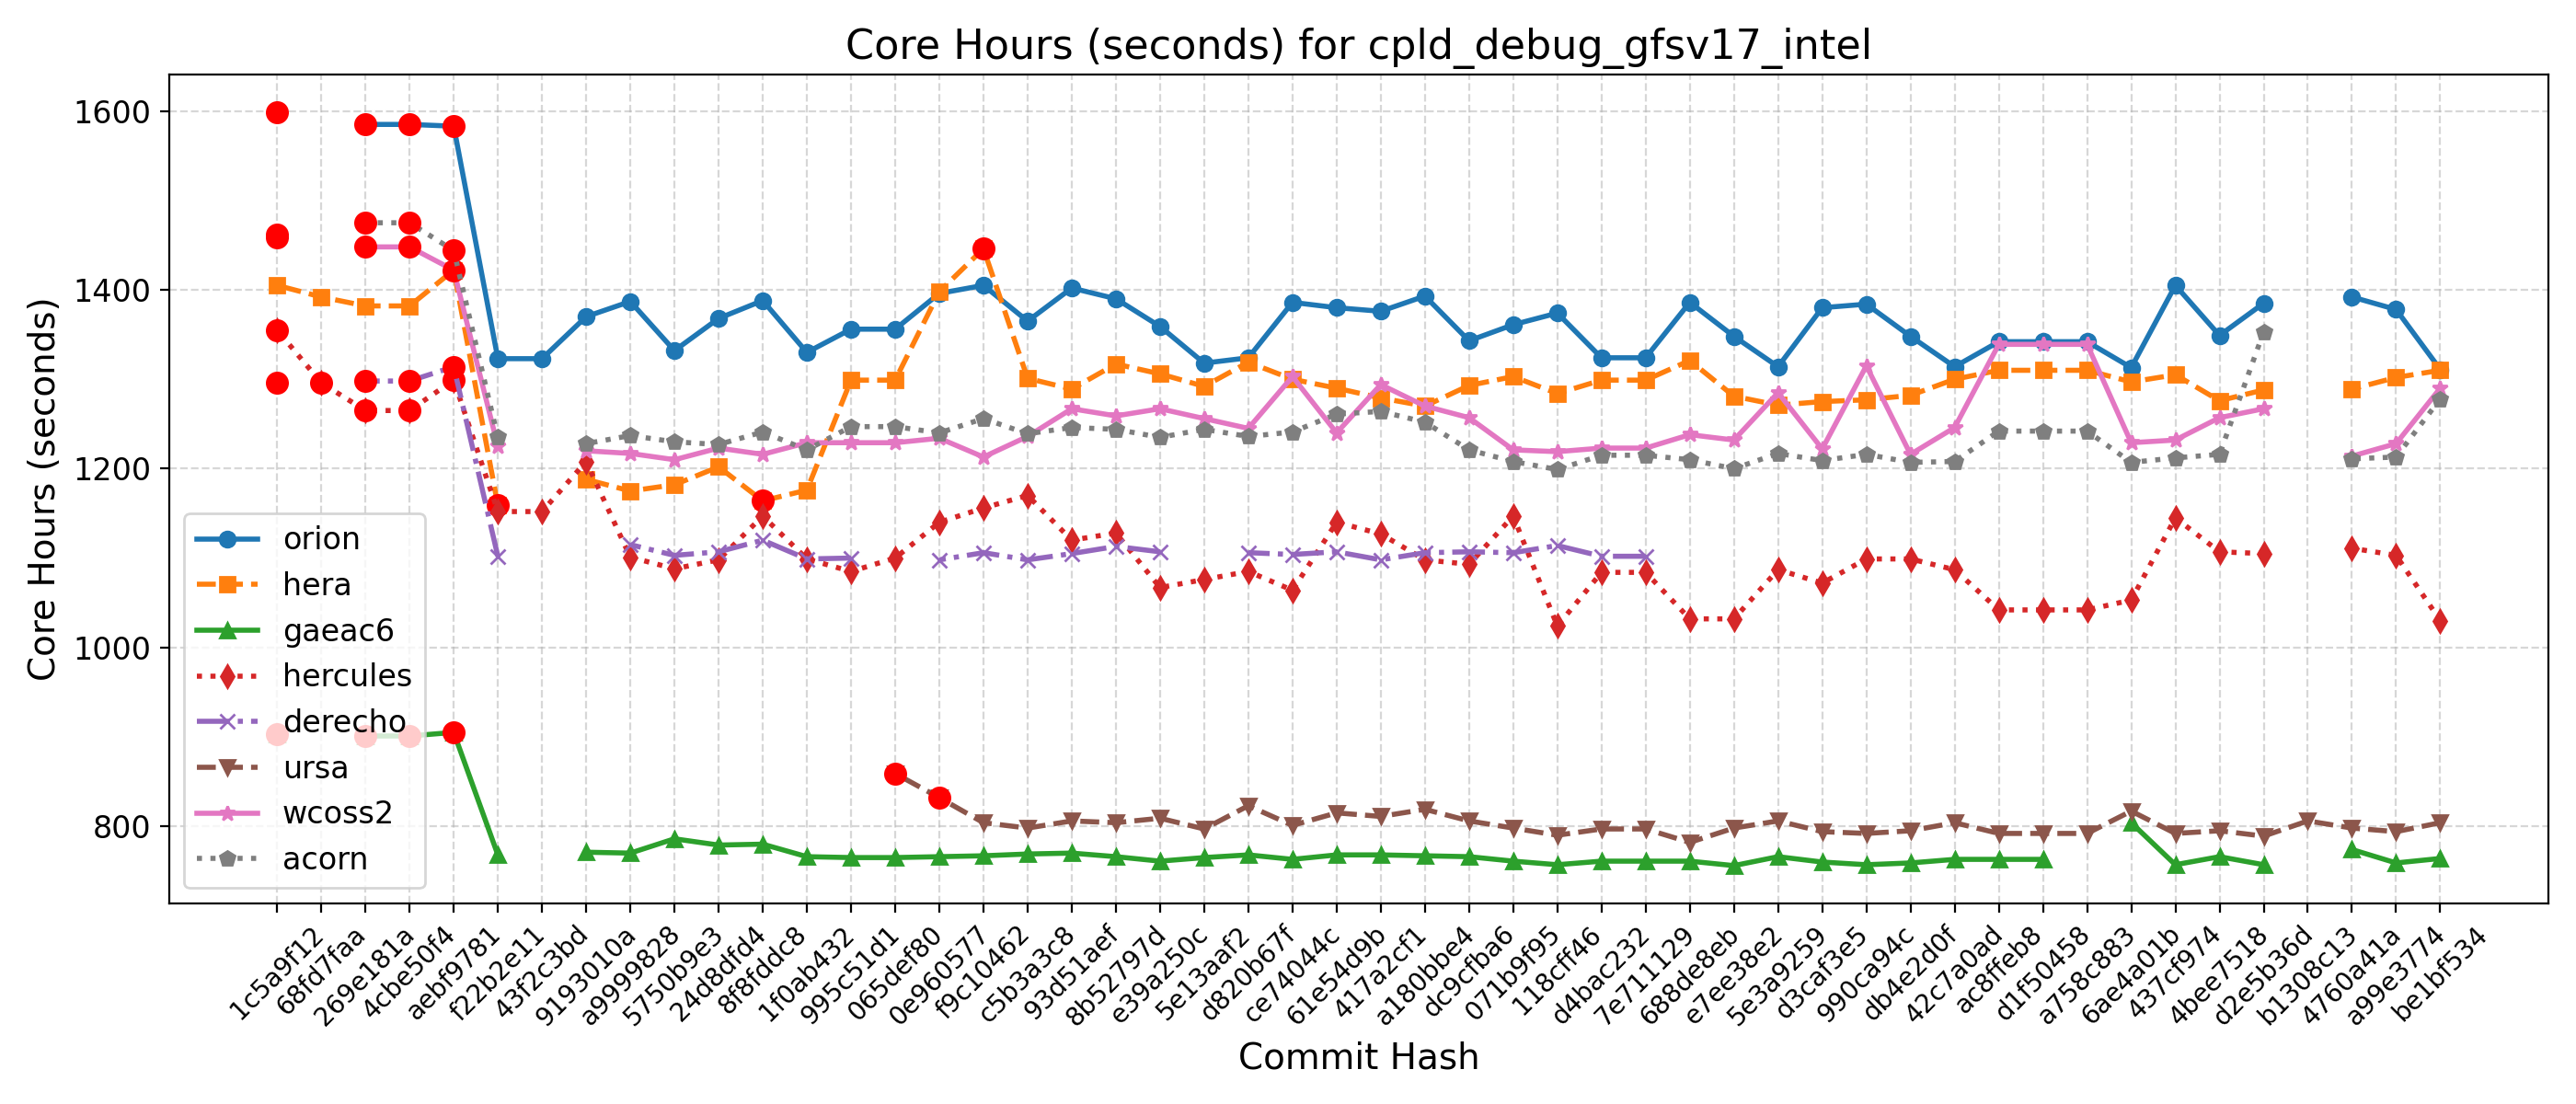 Core Hours (seconds) for cpld_debug_gfsv17_intel
Core Hours (seconds)
1600
1400
1200
1000
800
orion
hera
gaeac6
hercules
derecho
ursa
wcoss2
acorn
1c5a9f12
68fd7faa
269e181a
4cbe50f4
aebf9781
f22b2e11
43f2c3bd
9193010a
a9999828
5750b9e3
24d8dfd4
8f8fddc8
1f0ab432
995c51d1
065def80
0e960577
f9c10462
c5b3a3c8
93d51aef
8b52797d
e39a250c
5e13aaf2
d820b67f
ce74044c
61e54d9b
417a2cf1
a180bbe4
dc9cfba6
071b9f95
118cff46
d4bac232
7e711129
688de8eb
e7ee38e2
5e3a9259
d3caf3e5
990ca94c
db4e2d0f
42c7a0ad
ac8ffeb8
d1f50458
a758c883
6ae4a01b
437cf974
4bee7518
d2e5b36d
b1308c13
4760a41a
a99e3774
be1bf534
Commit Hash